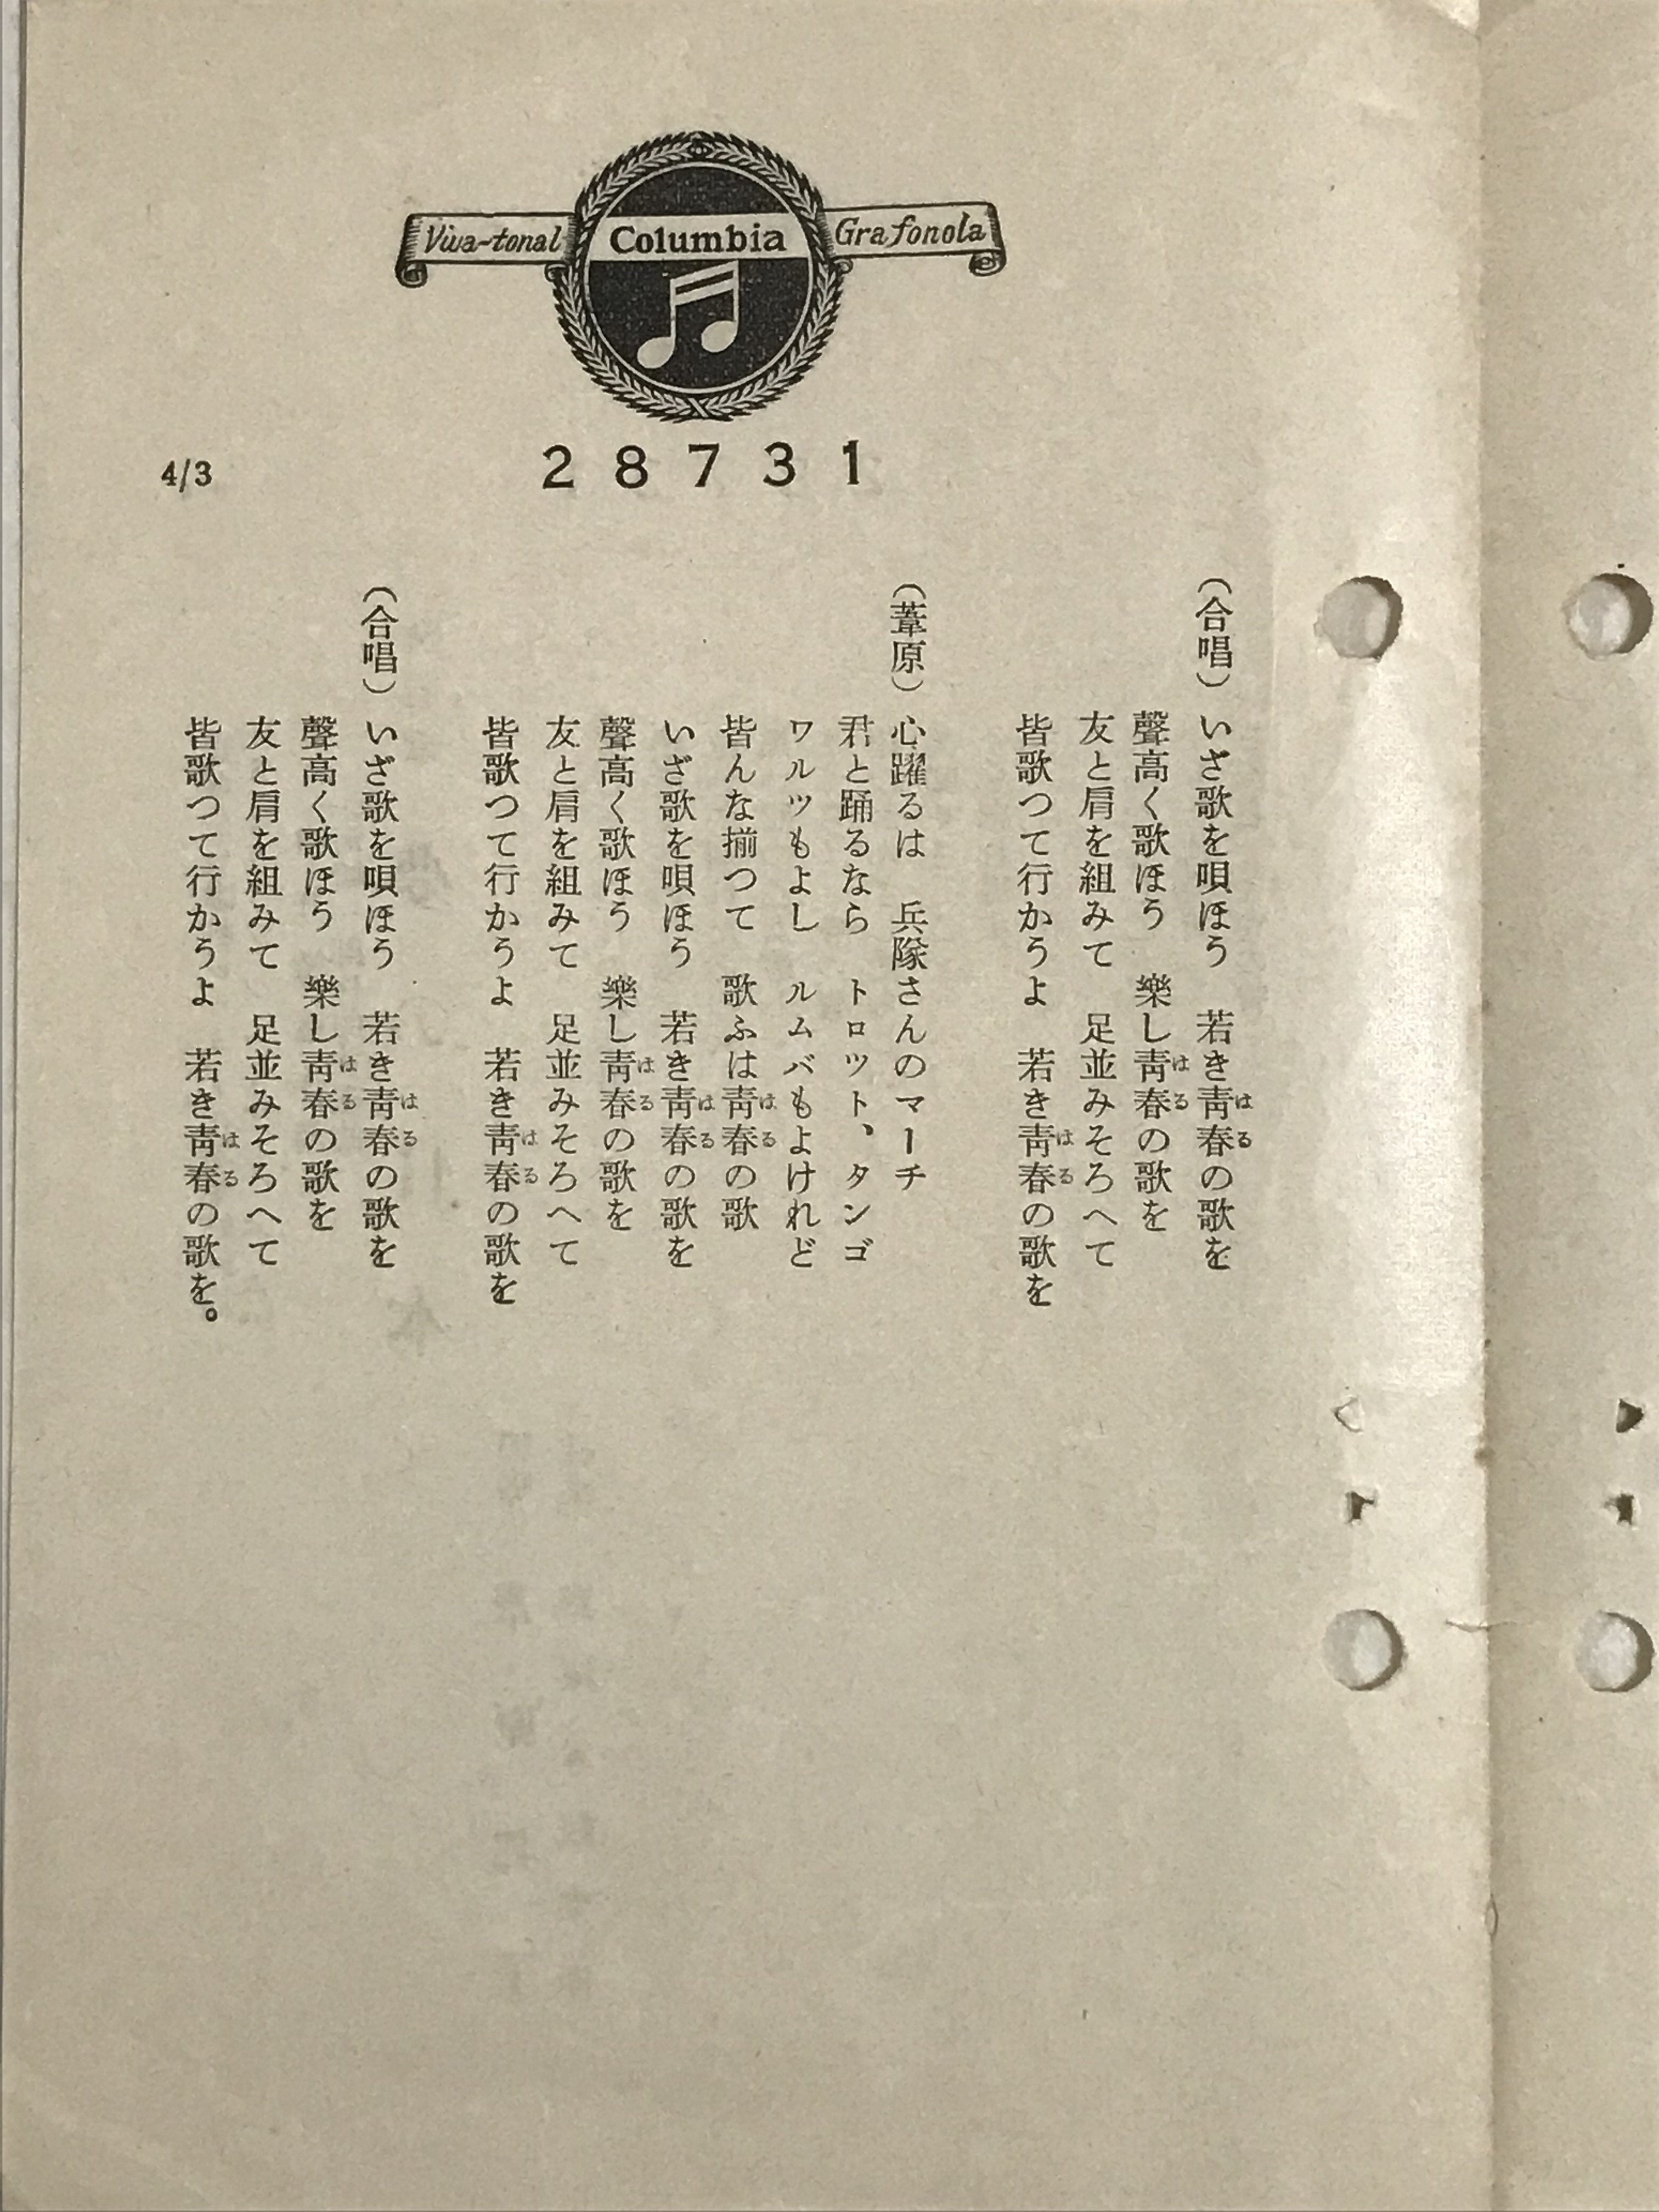 Viva-tonal Columbia Grafonola
28731
4/3
（合唱）いざ歌を唄ほう　若き靑春の歌を
聲高く歌ほう　樂し靑春の歌を
友と肩を組みて　足並みそろへて
皆歌つて行かうよ　若き靑春の歌を
（葦原）心躍るは　兵隊さんのマーチ
君と踊るなら　トロツト、タンゴ
ワルツもよし　ルムバもよけれど
皆んな揃つて　歌ふは靑春の歌
いざ歌を唄ほう　若き靑春の歌を
聲高く歌ほう　樂し靑春の歌を
友と肩を組みて　足並みそろへて
皆歌つて行かうよ　若き靑春の歌を
（合唱）いざ歌を唄ほう　若き靑春の歌を
聲高く歌ほう　樂し靑春の歌を
友と肩を組みて　足並みそろへて
皆歌つて行かうよ　若き靑春の歌を。